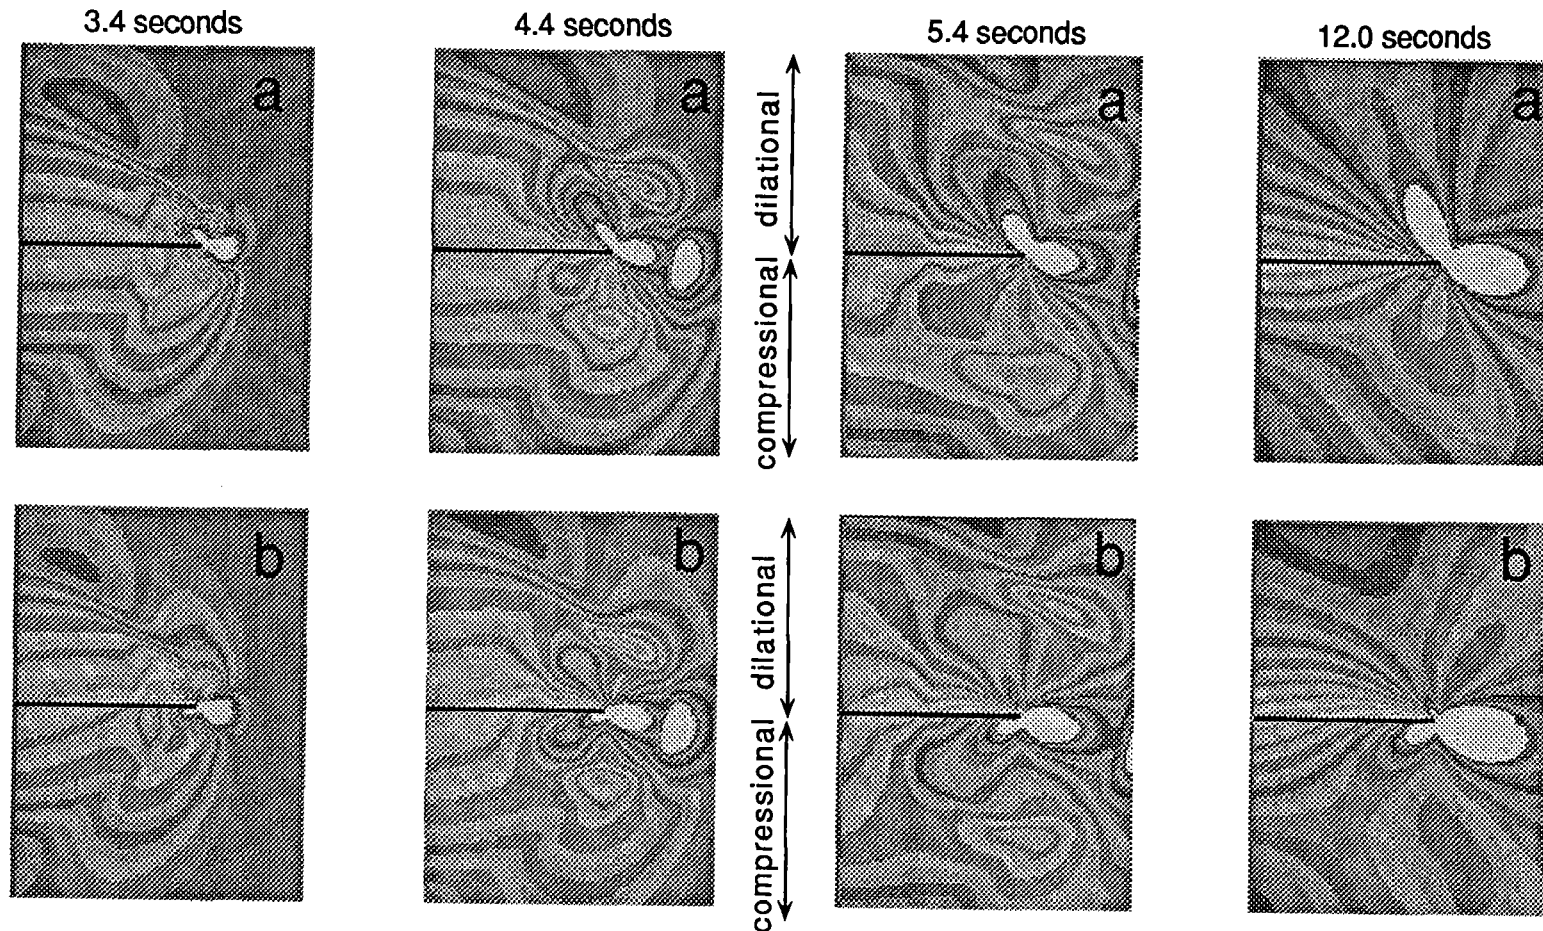 3.4 seconds
4.4 seconds
5.4 seconds
12.0 seconds
a
a
dilational
compressional
a
a
b
b
dilational
compressional
b
b